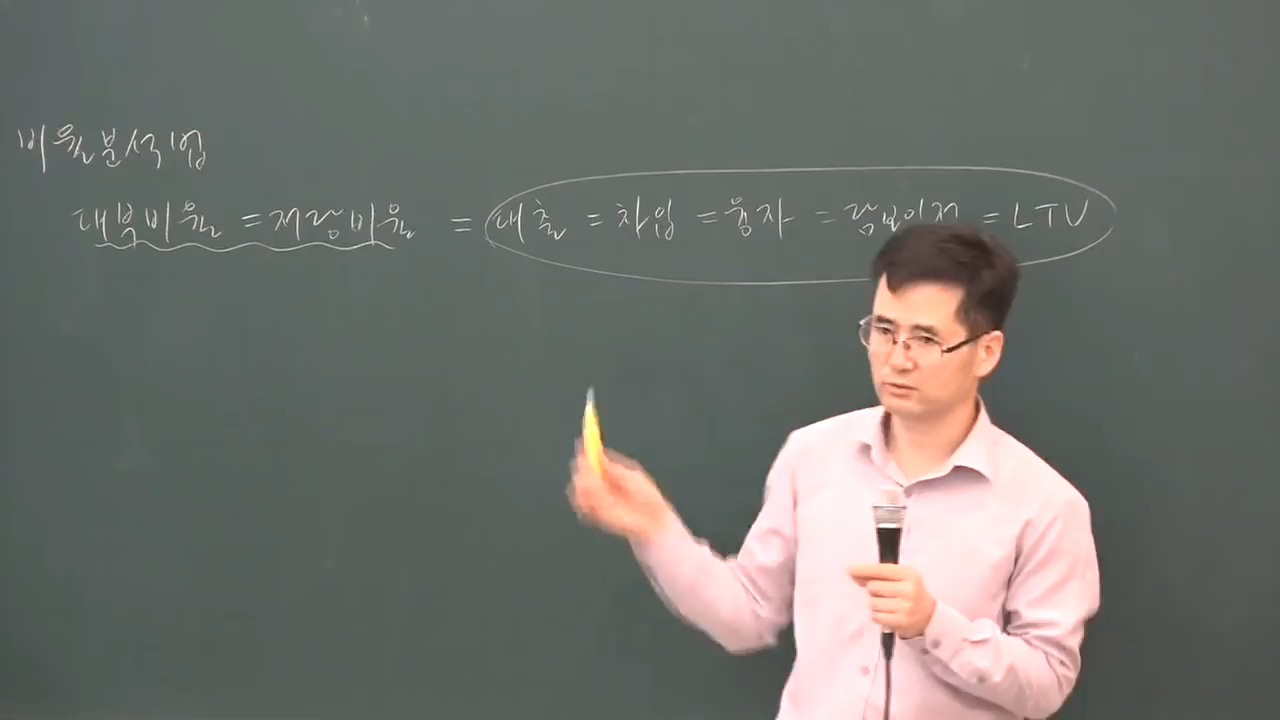 비율분석법
대부비율 = 저당비율 = 대출 = 차입 = 융자 = 담보인정 = LTV